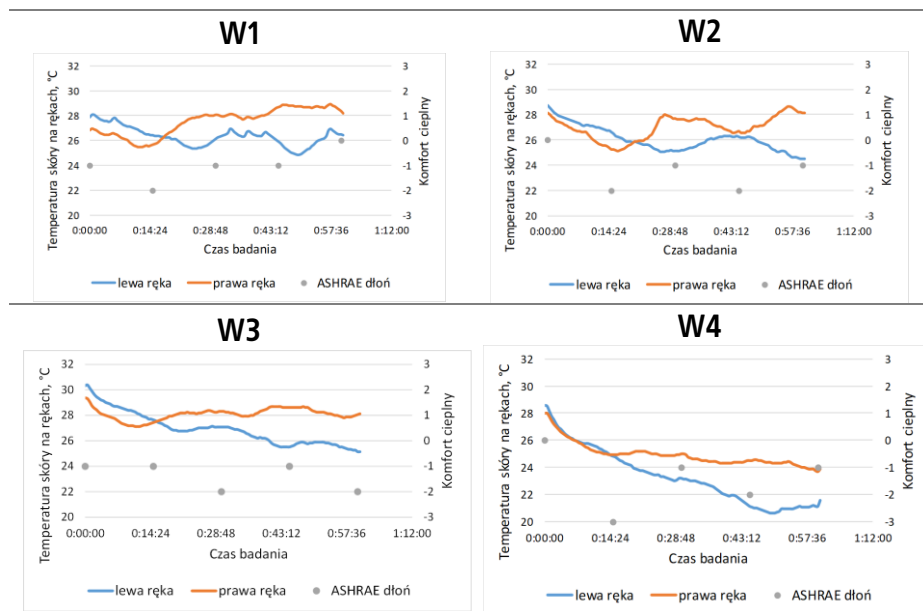 W1
W2
Temperatura skóry na rękach, °C
32
30
28
26
24
22
20
3
2
1
0
-1
-2
-3
Komfort cieplny
0:00:00 0:14:24 0:28:48 0:43:12 0:57:36 1:12:00
Czas badania
lewa ręka prawa ręka ASHRAE dłoń
Temperatura skóry na rękach, °C
32
30
28
26
24
22
20
3
2
1
0
-1
-2
-3
Komfort cieplny
0:00:00 0:14:24 0:28:48 0:43:12 0:57:36 1:12:00
Czas badania
lewa ręka prawa ręka ASHRAE dłoń
W3
W4
Temperatura skóry na rękach, °C
32
30
28
26
24
22
20
3
2
1
0
-1
-2
-3
Komfort cieplny
0:00:00 0:14:24 0:28:48 0:43:12 0:57:36 1:12:00
Czas badania
lewa ręka prawa ręka ASHRAE dłoń
Temperatura skóry na rękach, °C
32
30
28
26
24
22
20
3
2
1
0
-1
-2
-3
Komfort cieplny
0:00:00 0:14:24 0:28:48 0:43:12 0:57:36 1:12:00
Czas badania
lewa ręka prawa ręka ASHRAE dłoń